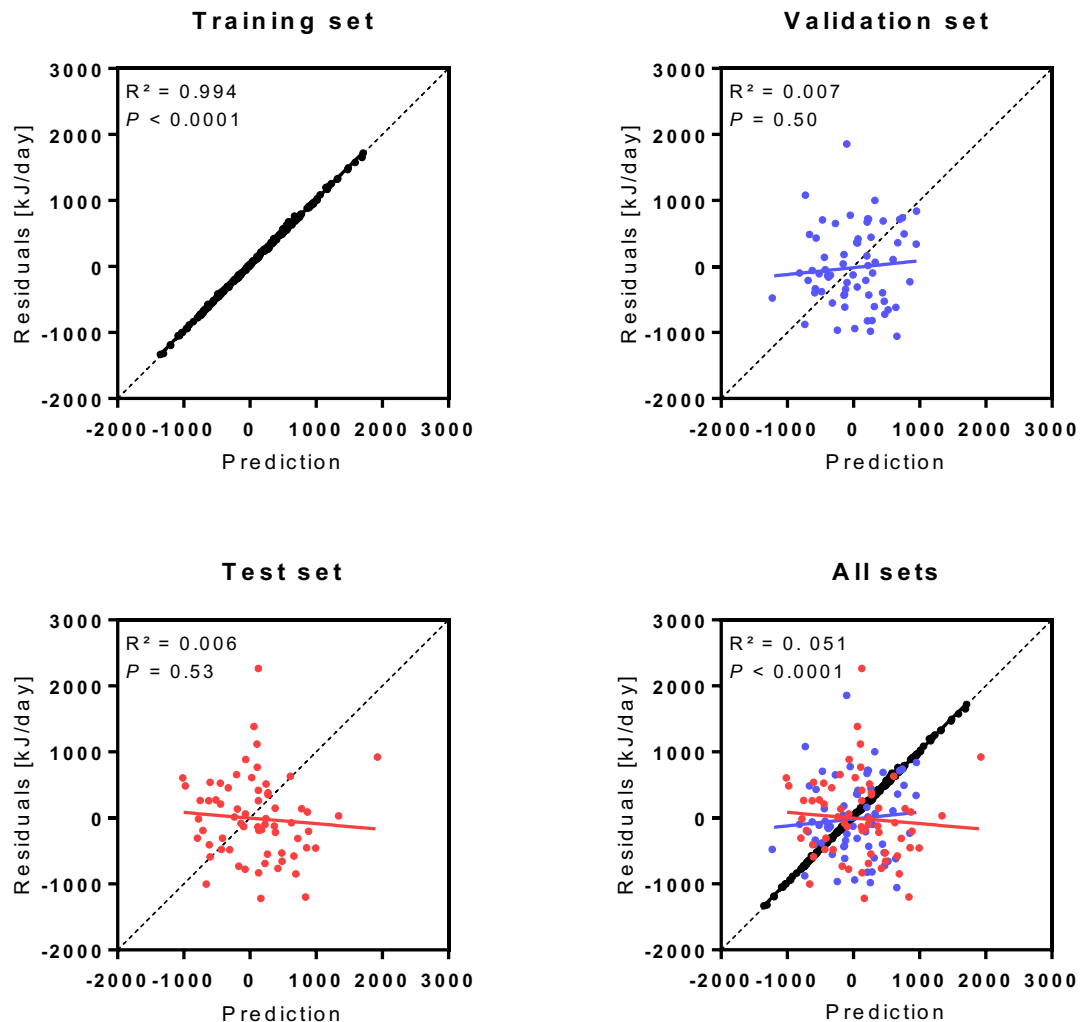 Training set
R² = 0.994
P < 0.0001
Residuals [kJ/day]
3000
2000
1000
0
-1000
-2000
-2000 -1000 0 1000 2000 3000
Prediction
Validation set
R² = 0.007
P = 0.50
Residuals [kJ/day]
3000
2000
1000
0
-1000
-2000
-2000 -1000 0 1000 2000 3000
Prediction
Test set
R² = 0.006
P = 0.53
Residuals [kJ/day]
3000
2000
1000
0
-1000
-2000
-2000 -1000 0 1000 2000 3000
Prediction
All sets
R² = 0. 051
P < 0.0001
Residuals [kJ/day]
3000
2000
1000
0
-1000
-2000
-2000 -1000 0 1000 2000 3000
Prediction